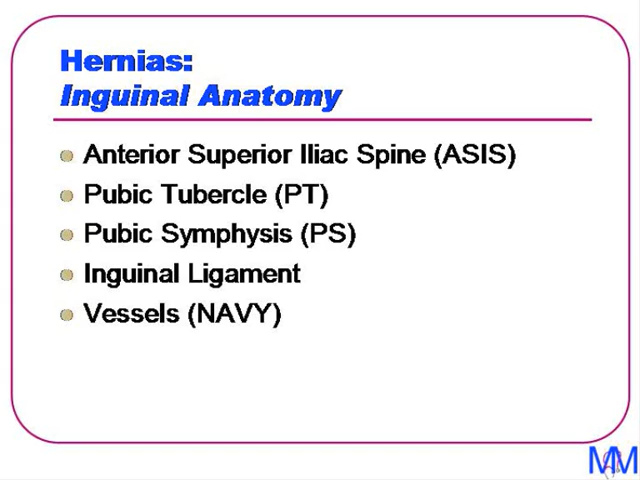 Hernias:
Inguinal Anatomy
Anterior Superior Iliac Spine (ASIS)
Pubic Tubercle (PT)
Pubic Symphysis (PS)
Inguinal Ligament
Vessels (NAVY)
MM